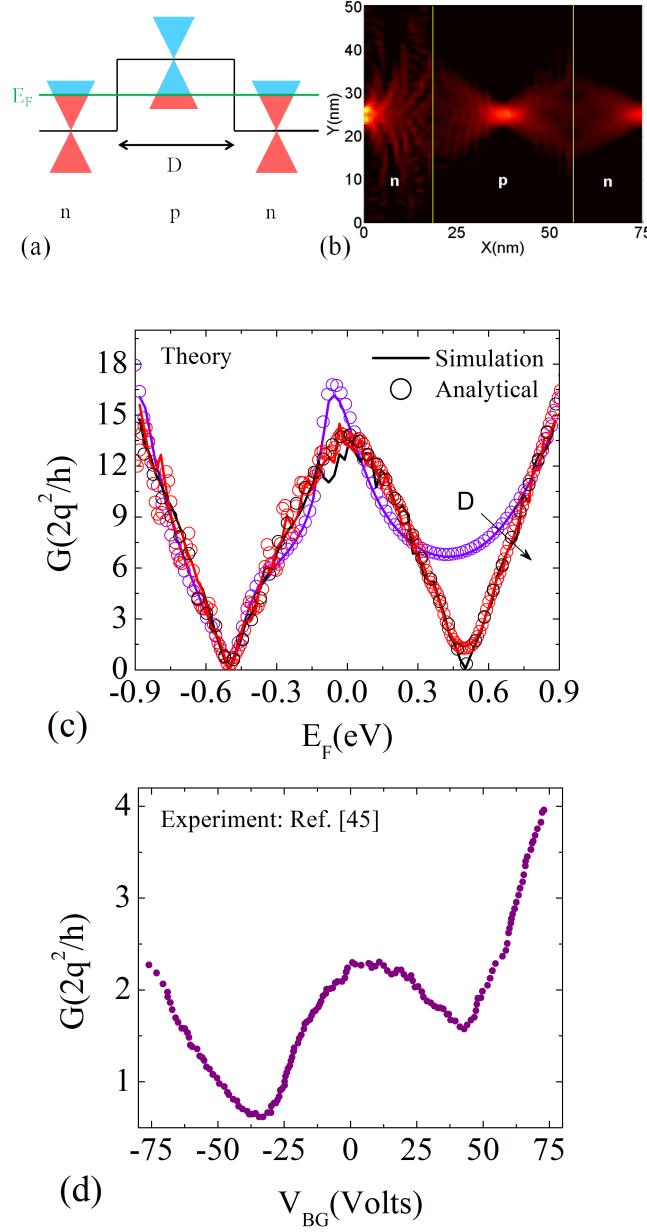 E_F
D
n p n
(a)
50
40
30
20
10
0
Y(nm)
n p n
0 25 50 75
X(nm)
(b)
Theory
Simulation
Analytical
D
18
15
12
9
6
3
0
G(2q²/h)
-0.9 -0.6 -0.3 0.0 0.3 0.6 0.9
E_F(eV)
(c)
Experiment: Ref. [45]
4
3
2
1
G(2q²/h)
-75 -50 -25 0 25 50 75
V_BG(Volts)
(d)